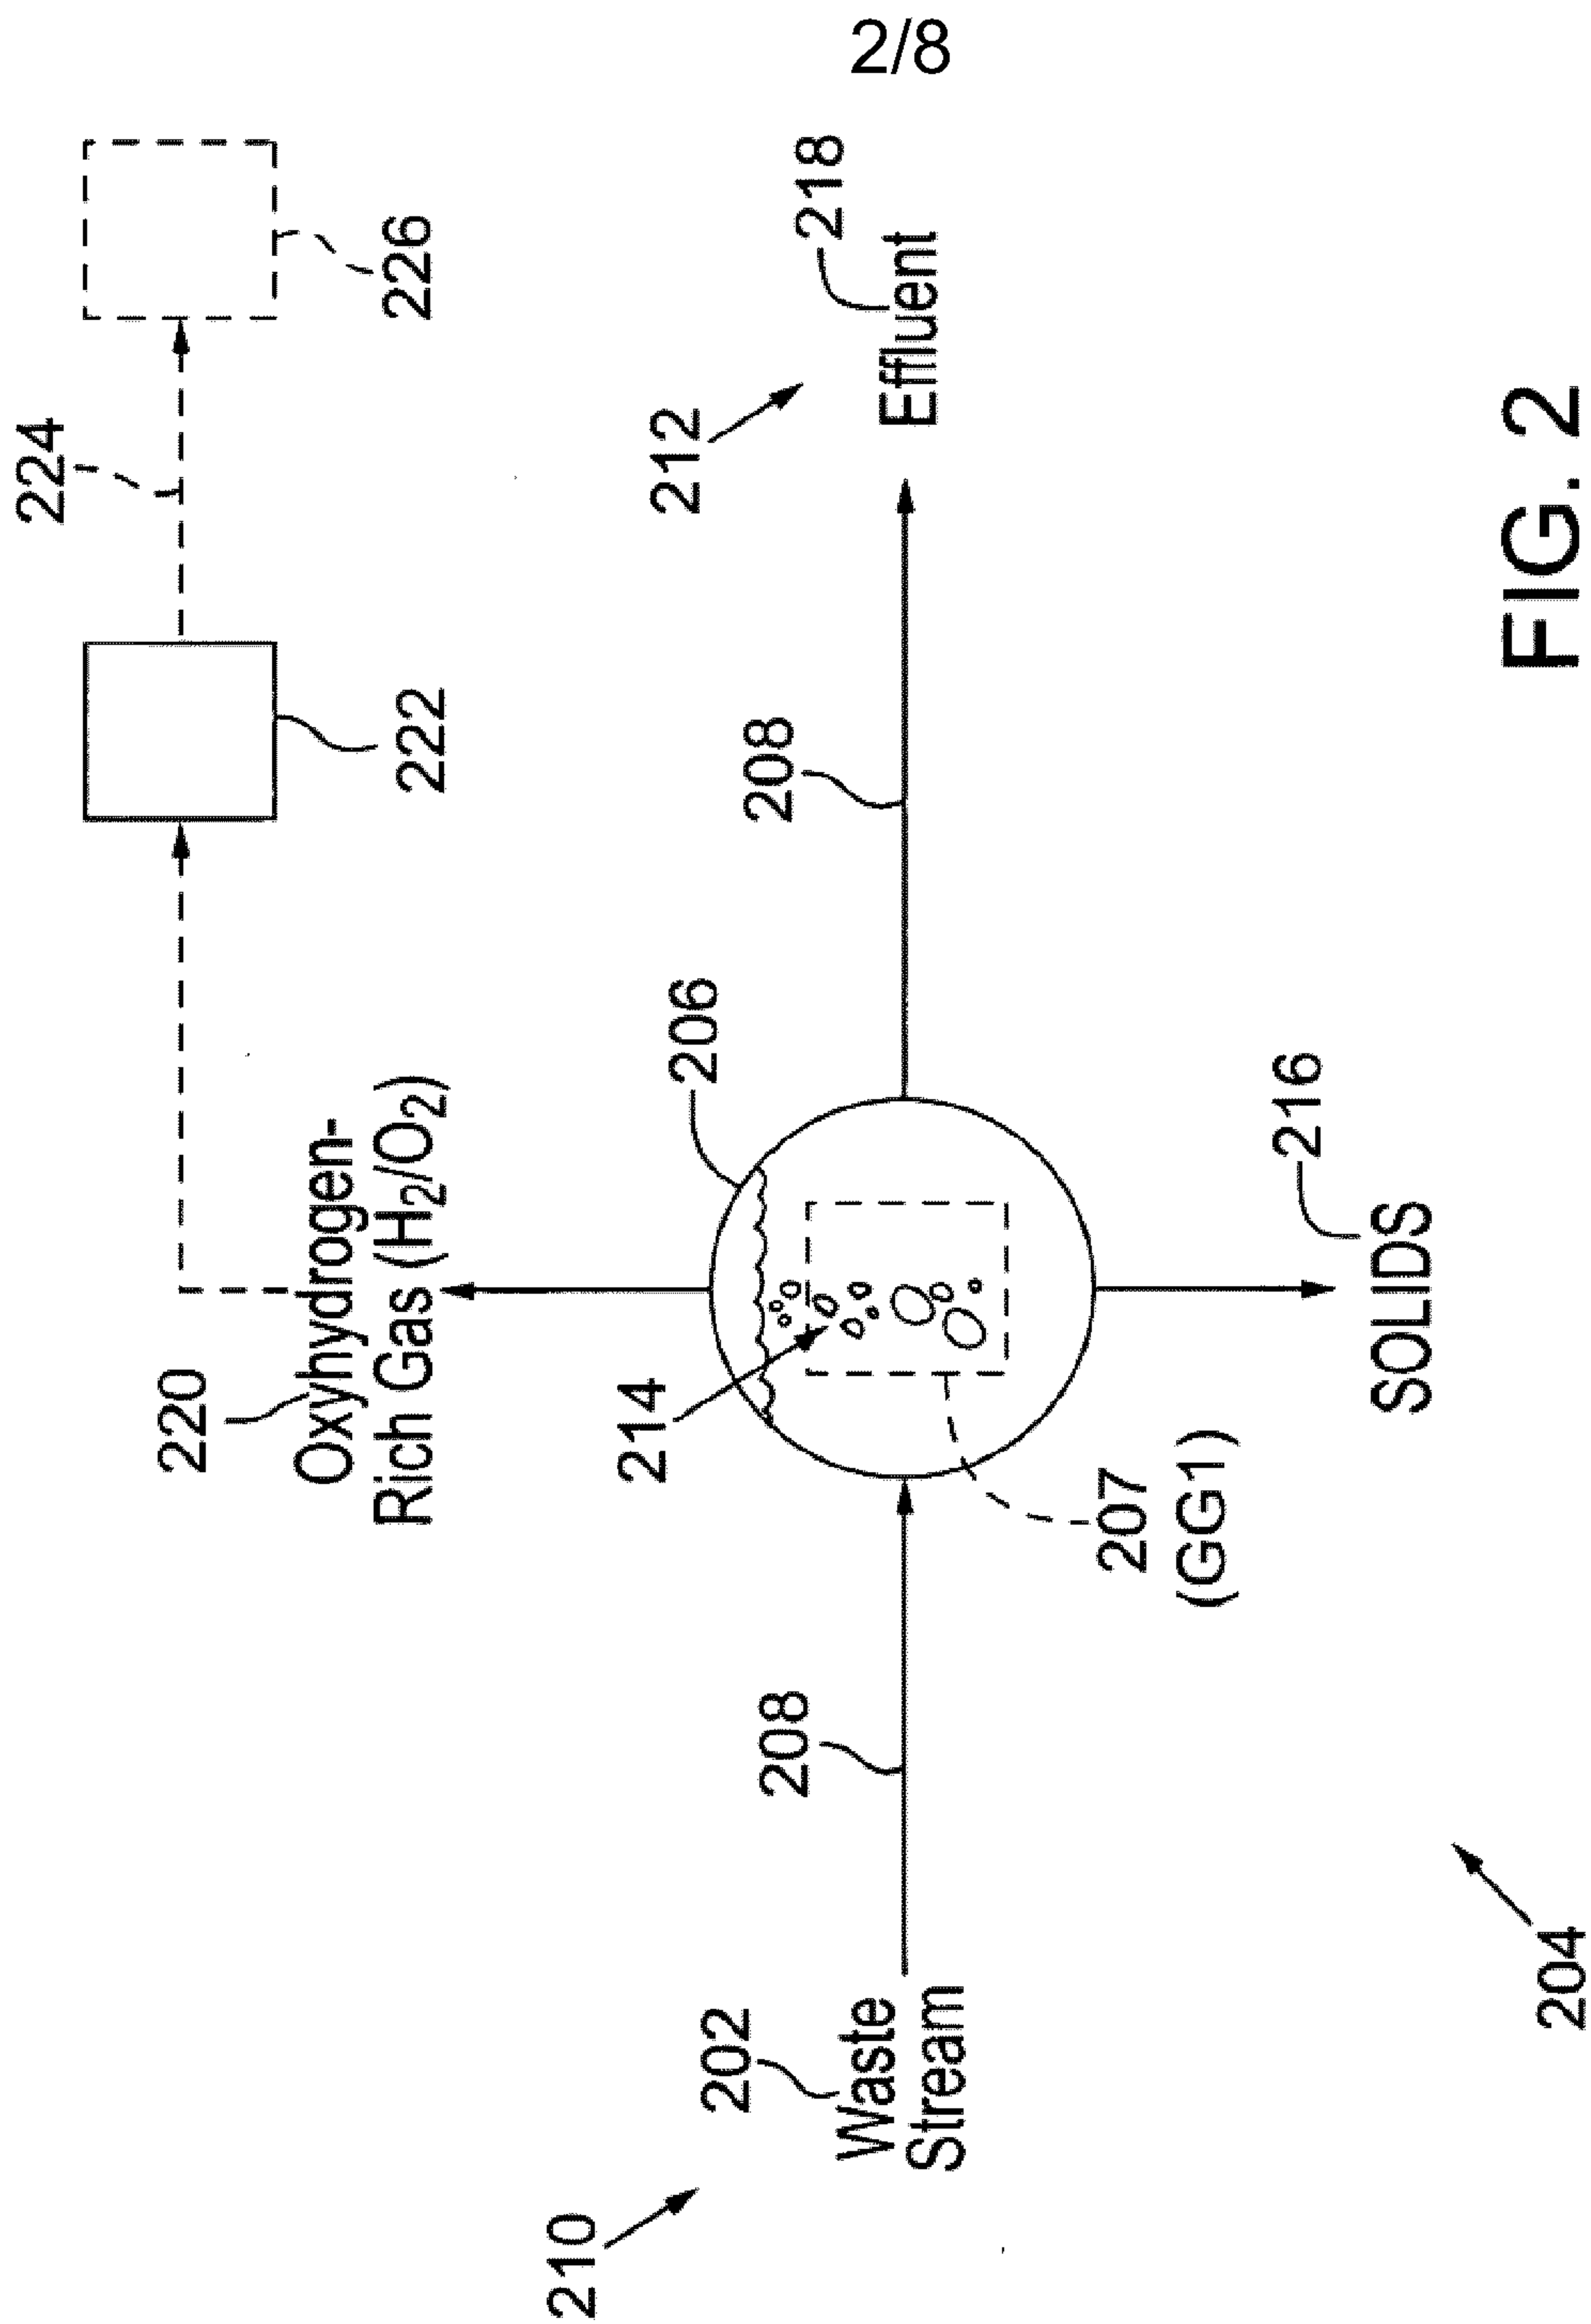 2/8
224
226
222
220
Oxyhydrogen-
Rich Gas (H₂/O₂)
206
214
207
(GG1)
208
208
212
218
Effluent
210
202
Waste
Stream
216
SOLIDS
204
FIG. 2